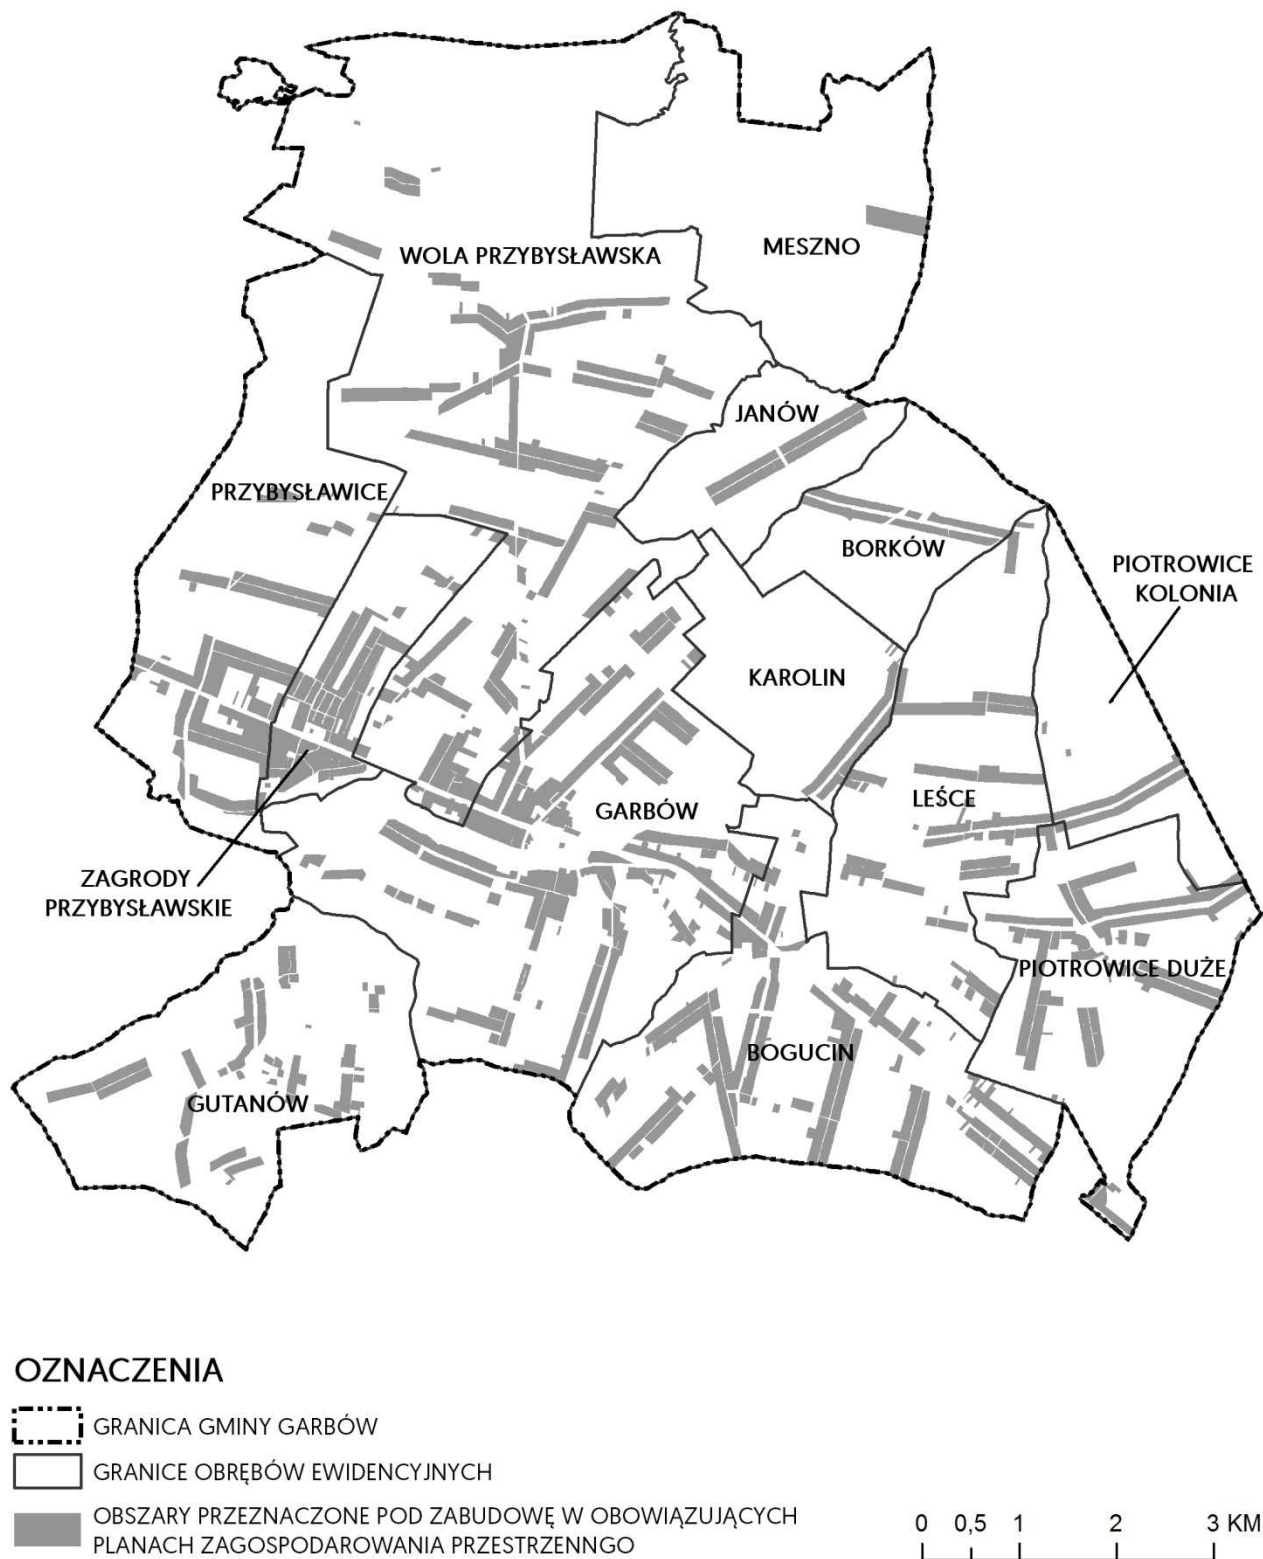 WOLA PRZYBYSŁAWSKA
MESZNO
JANÓW
PRZYBYSŁAWICE
BORKÓW
PIOTROWICE
KOLONIA
KAROLIN
GARBÓW
LEŚCE
ZAGRODY
PRZYBYSŁAWSKIE
PIOTROWICE DUŻE
BOGUCIN
GUTANÓW
OZNACZENIA
GRANICA GMINY GARBÓW
GRANICE OBRĘBÓW EWIDENCYJNYCH
OBSZARY PRZEZNACZONE POD ZABUDOWĘ W OBOWIĄZUJĄCYCH
PLANACH ZAGOSPODAROWANIA PRZESTRZENNGO
0 0,5 1 2 3 KM